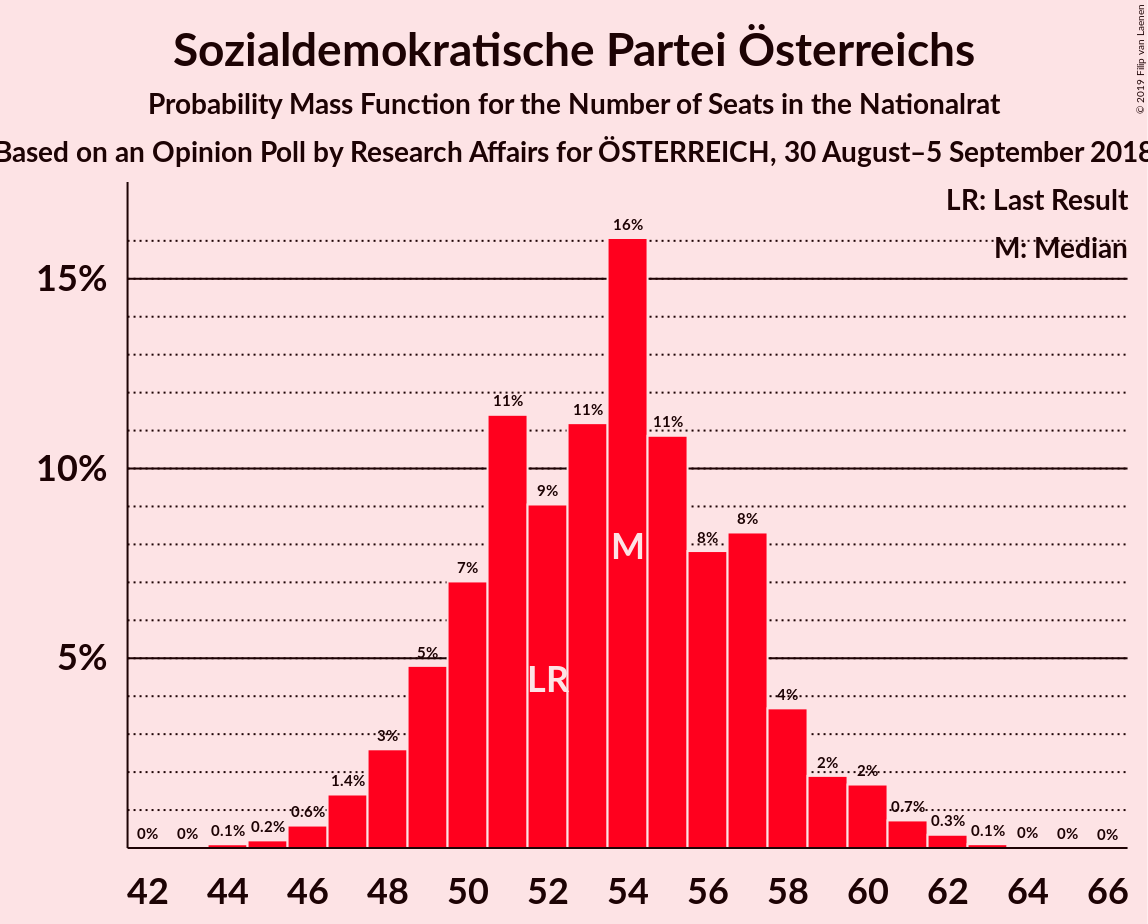 Sozialdemokratische Partei Österreichs
Probability Mass Function for the Number of Seats in the Nationalrat
Based on an Opinion Poll by Research Affairs for ÖSTERREICH, 30 August–5 September 2018
© 2019 Filip van Laenen
LR: Last Result
M: Median
15%
10%
5%
0% 0% 0.1% 0.2% 0.6% 1.4% 3% 5% 7% 11% 9% 11% 16% 11% 8% 8% 4% 2% 2% 0.7% 0.3% 0.1% 0% 0% 0%
LR M
42 44 46 48 50 52 54 56 58 60 62 64 66